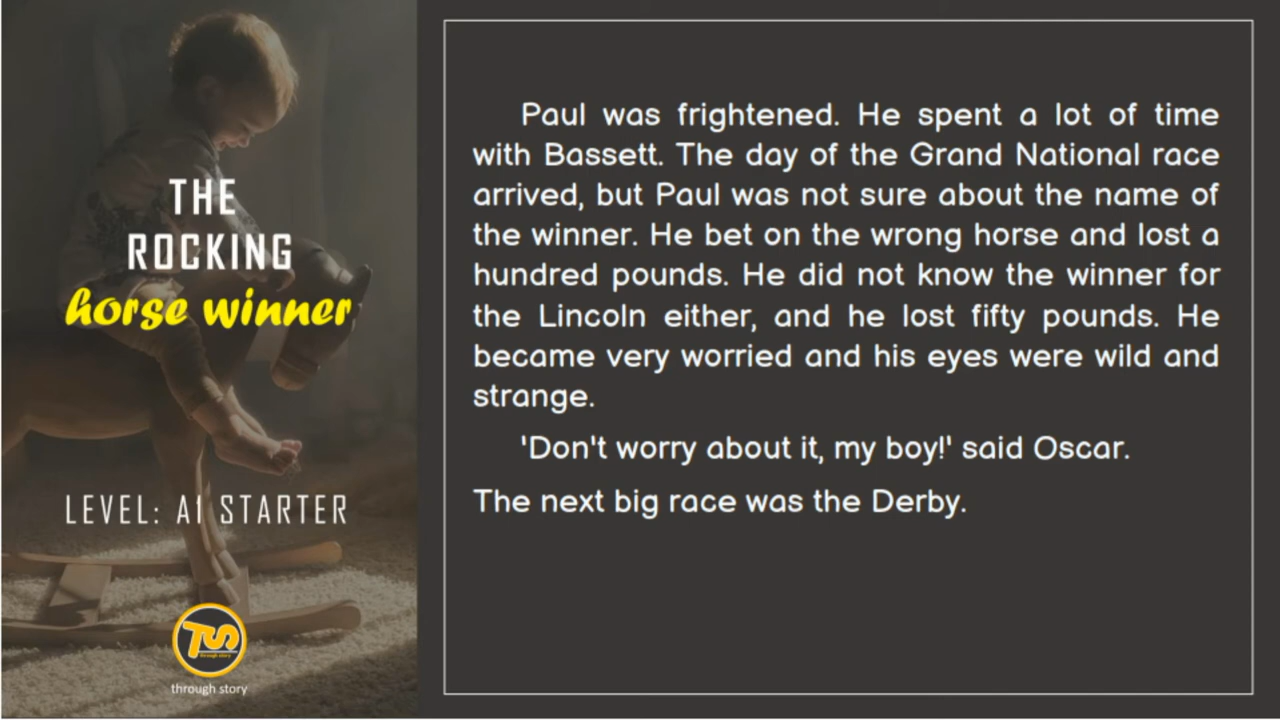 THE
ROCKING
horse winner
LEVEL: A1 STARTER
TS
through story
through story
Paul was frightened. He spent a lot of time
with Bassett. The day of the Grand National race
arrived, but Paul was not sure about the name of
the winner. He bet on the wrong horse and lost a
hundred pounds. He did not know the winner for
the Lincoln either, and he lost fifty pounds. He
became very worried and his eyes were wild and
strange.
'Don't worry about it, my boy!' said Oscar.
The next big race was the Derby.